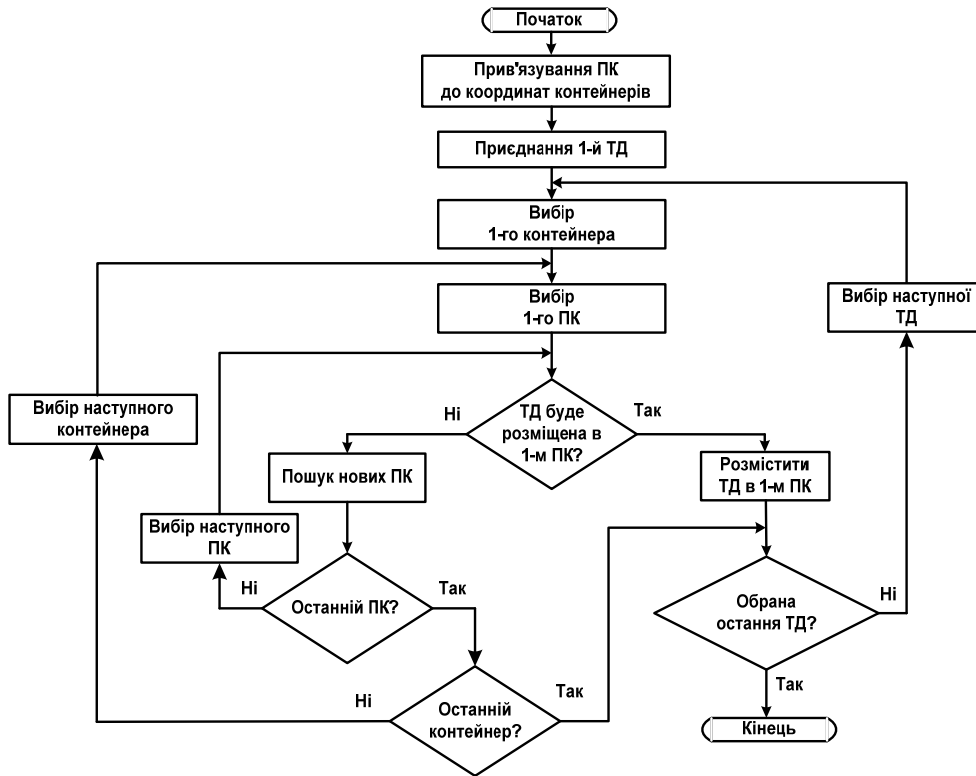 Початок
Прив'язування ПК
до координат контейнерів
Приєднання 1-й ТД
Вибір
1-го контейнера
Вибір
1-го ПК
Вибір наступної
ТД
Вибір наступного
контейнера
Ні
ТД буде
розміщена в
1-м ПК?
Так
Пошук нових ПК
Розмістити
ТД в 1-м ПК
Вибір наступного
ПК
Ні
Останній ПК?
Так
Обрана
остання ТД?
Ні
Ні
Останній
контейнер?
Так
Так
Кінець